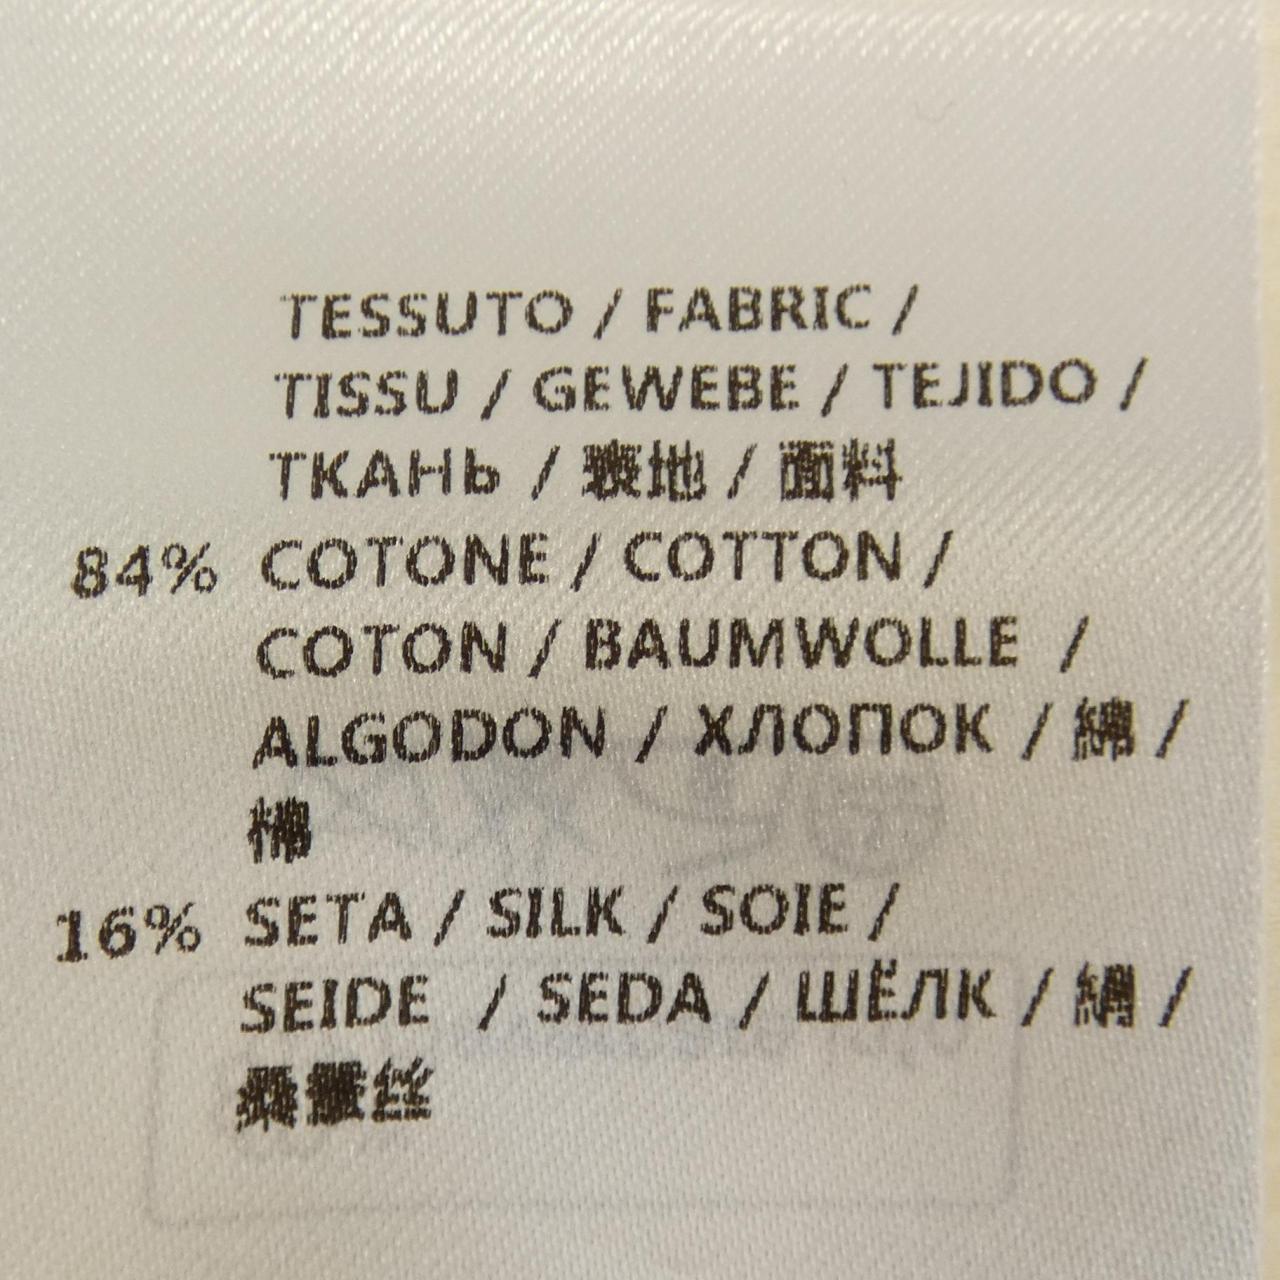 TESSUTO / FABRIC /
TISSU / GEWEBE / TEJIDO /
ТКАНЬ / 表地 / 面料
84% COTONE / COTTON /
COTON / BAUMWOLLE /
ALGODON / ХЛОПОК / 綿 /
棉
16% SETA / SILK / SOIE /
SEIDE / SEDA / ШЁЛК / 絹 /
桑蚕丝